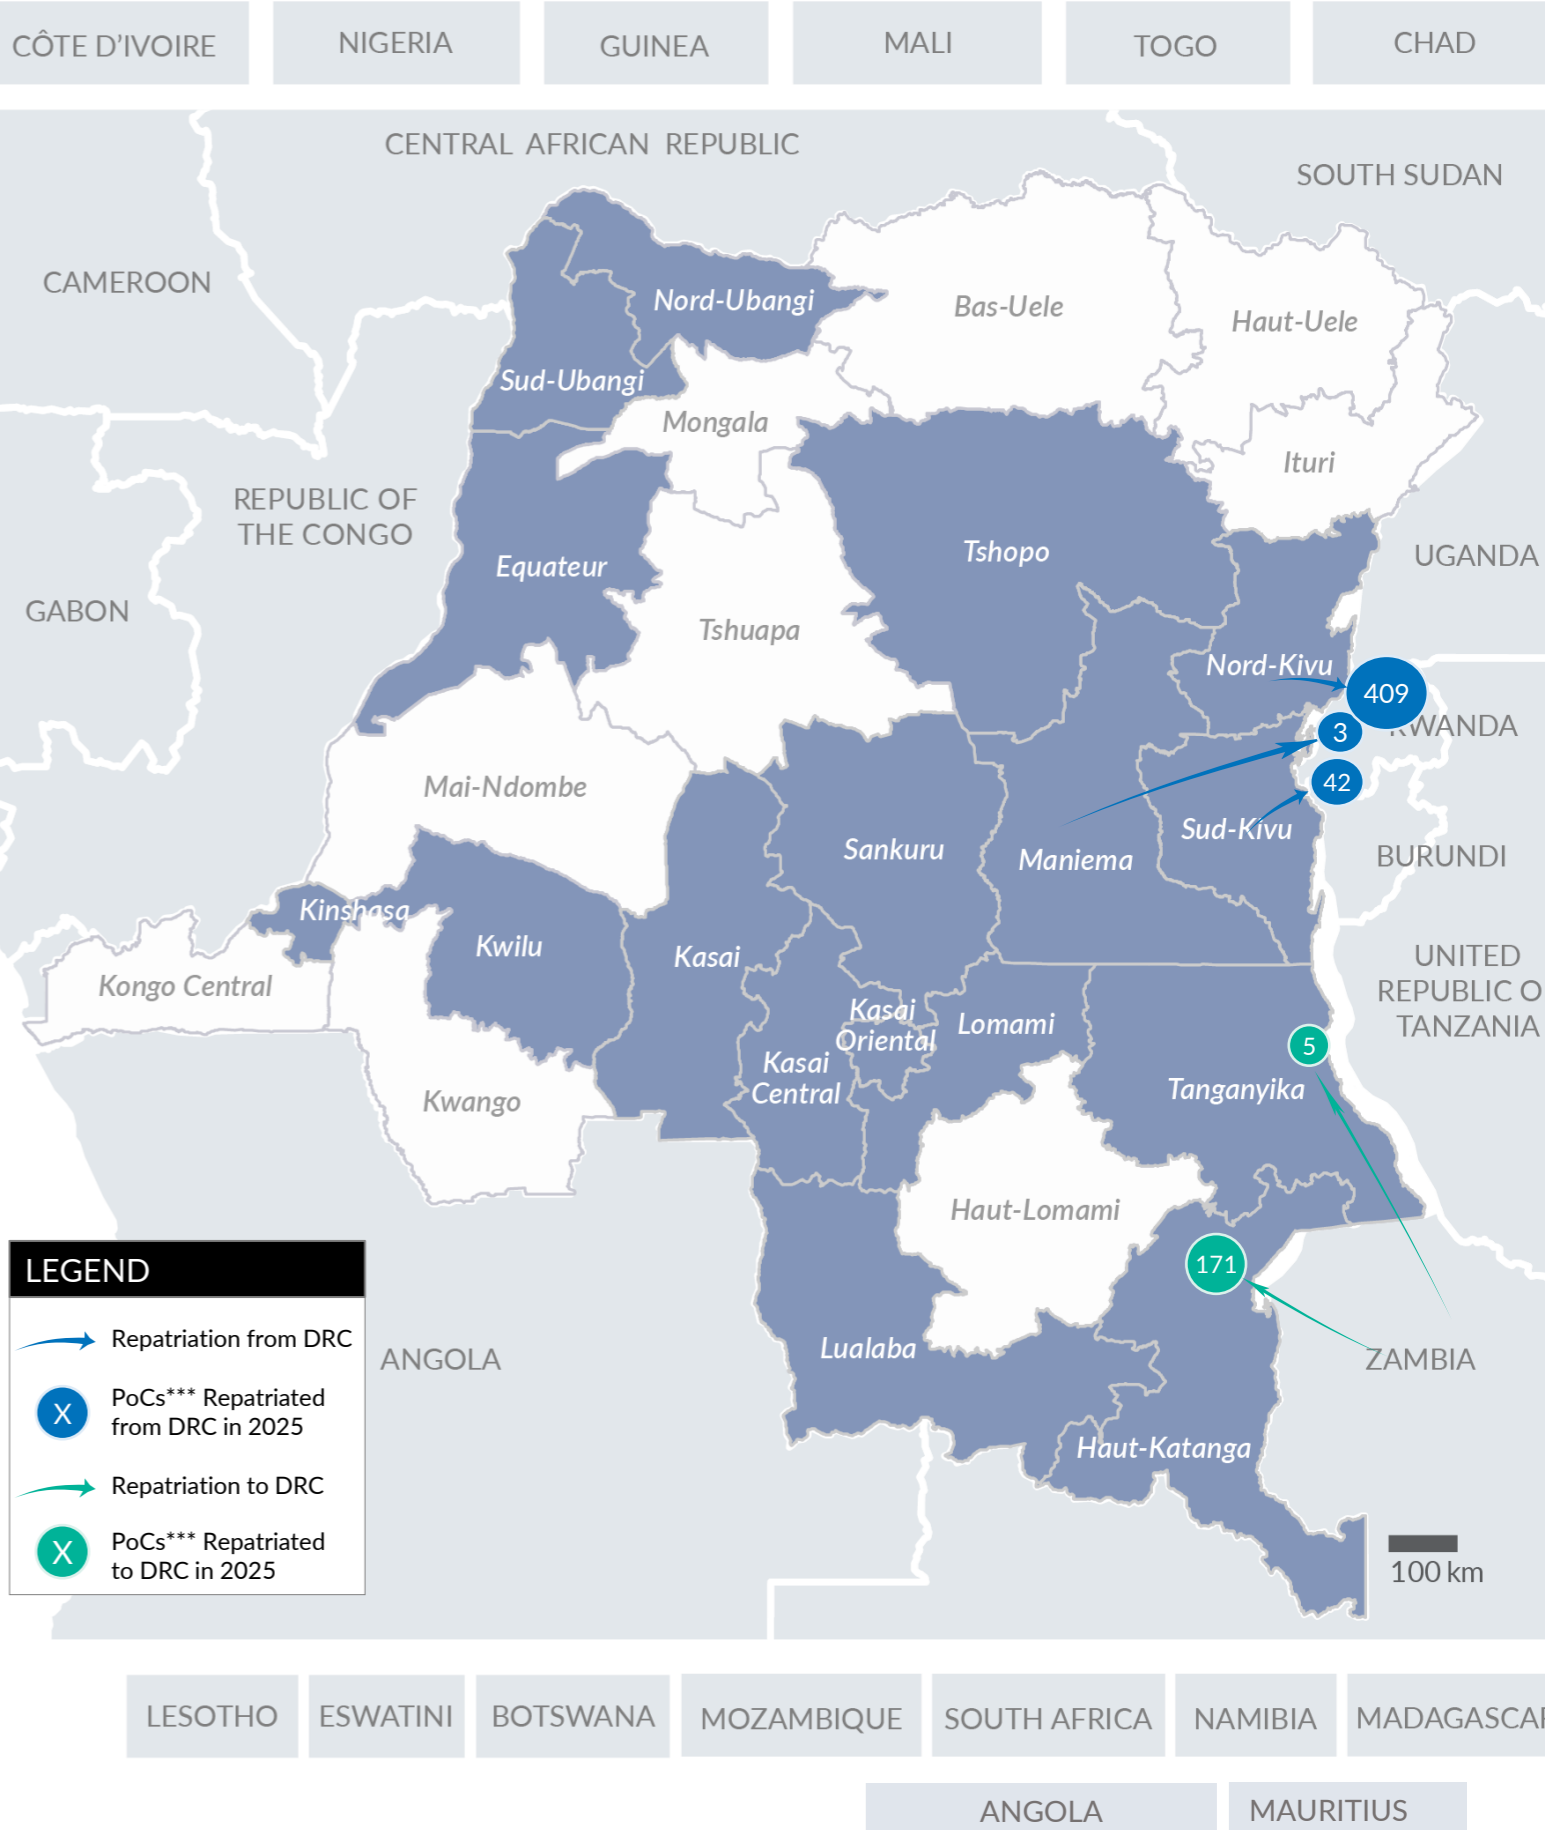 CÔTE D’IVOIRE
NIGERIA
GUINEA
MALI
TOGO
CHAD
CENTRAL AFRICAN REPUBLIC
SOUTH SUDAN
CAMEROON
Nord-Ubangi
Bas-Uele
Haut-Uele
Sud-Ubangi
Mongala
Ituri
REPUBLIC OF
THE CONGO
Equateur
Tshopo
UGANDA
GABON
Tshuapa
Nord-Kivu
409
3
RWANDA
42
Mai-Ndombe
Sankuru
Maniema
Sud-Kivu
BURUNDI
Kinshasa
Kwilu
Kasai
Kongo Central
UNITED
REPUBLIC O
TANZANIA
Kasai
Oriental
Lomami
5
Kasai
Central
Tanganyika
Kwango
Haut-Lomami
171
LEGEND
Repatriation from DRC
X
PoCs*** Repatriated
from DRC in 2025
Repatriation to DRC
X
PoCs*** Repatriated
to DRC in 2025
ANGOLA
Lualaba
ZAMBIA
Haut-Katanga
100 km
LESOTHO
ESWATINI
BOTSWANA
MOZAMBIQUE
SOUTH AFRICA
NAMIBIA
MADAGASCAR
ANGOLA
MAURITIUS